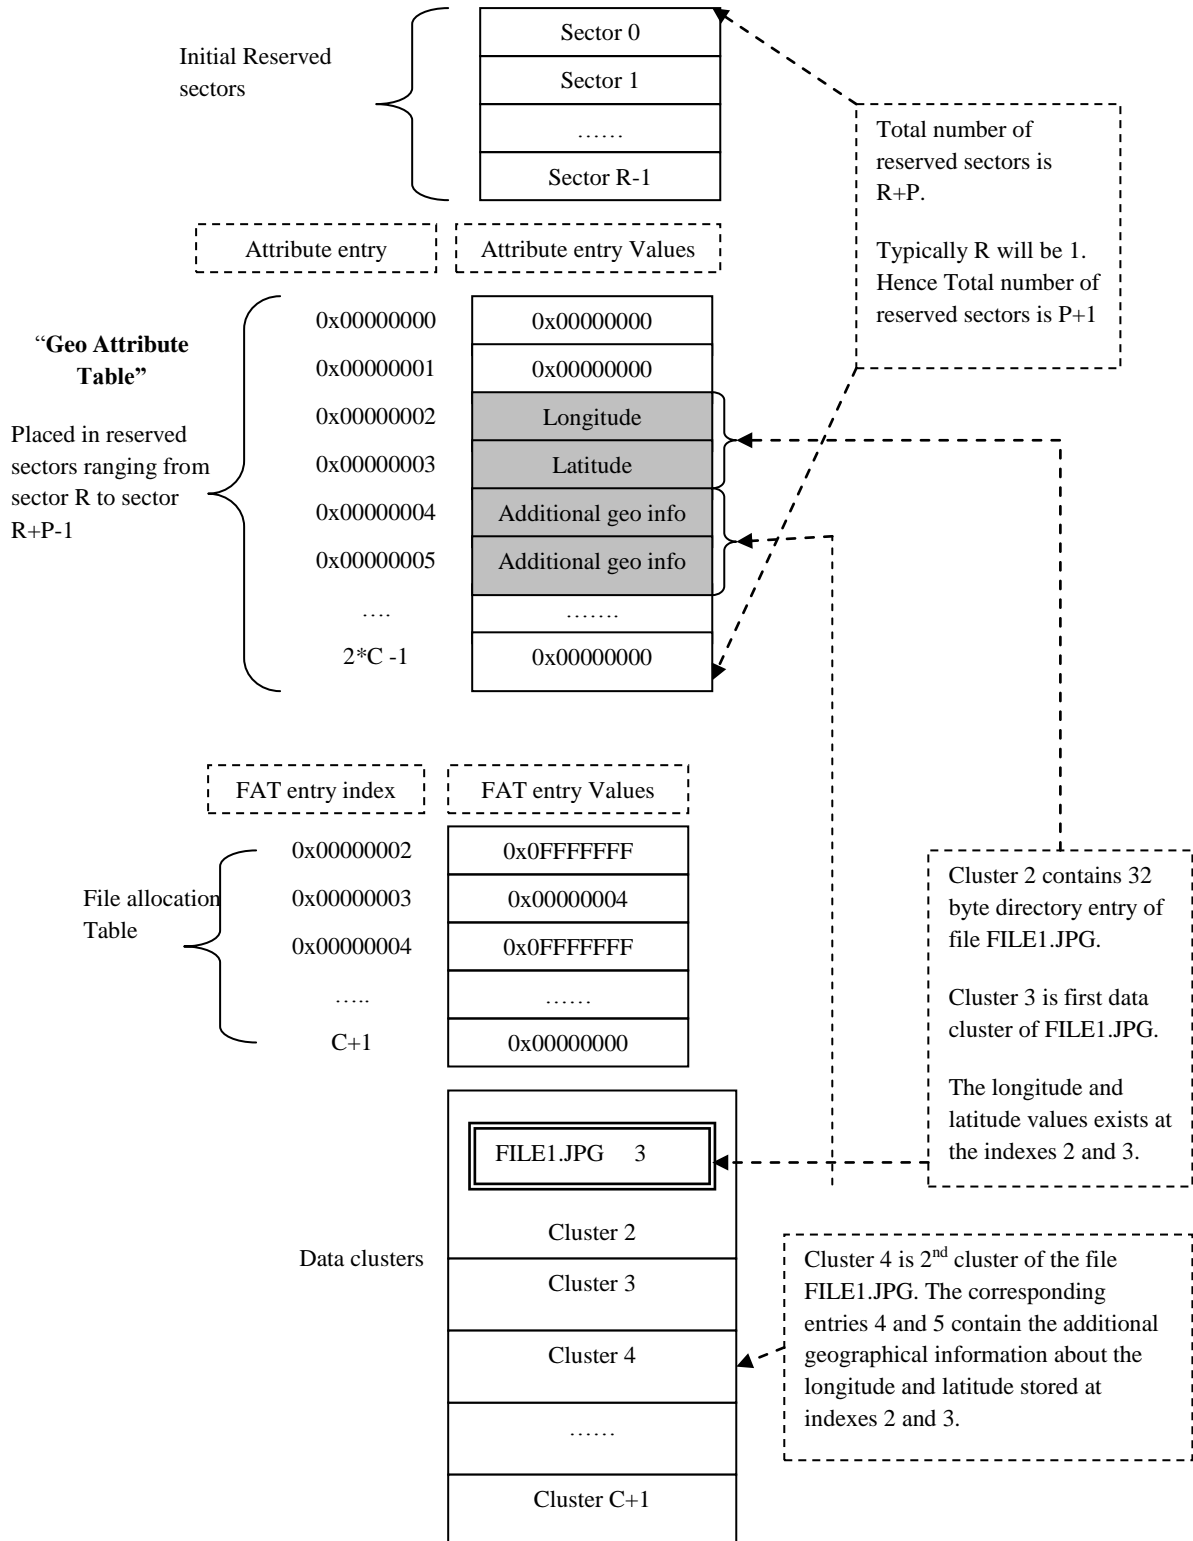 Initial Reserved
sectors
Sector 0
Sector 1
……
Sector R-1
Total number of
reserved sectors is
R+P.
Typically R will be 1.
Hence Total number of
reserved sectors is P+1
Attribute entry
Attribute entry Values
“Geo Attribute
Table”
Placed in reserved
sectors ranging from
sector R to sector
R+P-1
0x00000000
0x00000000
0x00000001
0x00000000
0x00000002
Longitude
0x00000003
Latitude
0x00000004
Additional geo info
0x00000005
Additional geo info
….
…….
2*C -1
0x00000000
FAT entry index
FAT entry Values
File allocation
Table
0x00000002
0x0FFFFFFF
0x00000003
0x00000004
0x00000004
0x0FFFFFFF
…..
……
C+1
0x00000000
Cluster 2 contains 32
byte directory entry of
file FILE1.JPG.
Cluster 3 is first data
cluster of FILE1.JPG.
The longitude and
latitude values exists at
the indexes 2 and 3.
Data clusters
FILE1.JPG 3
Cluster 2
Cluster 3
Cluster 4
……
Cluster C+1
Cluster 4 is 2nd cluster of the file
FILE1.JPG. The corresponding
entries 4 and 5 contain the additional
geographical information about the
longitude and latitude stored at
indexes 2 and 3.